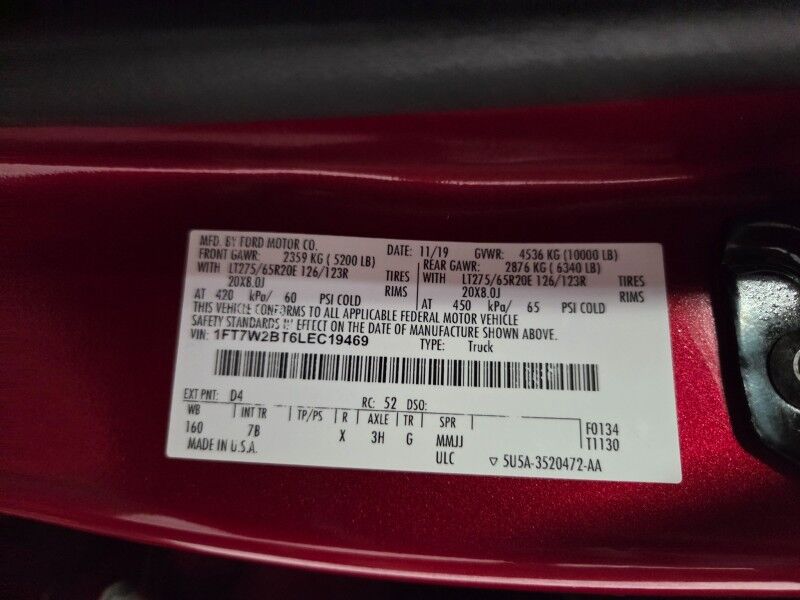 MFD. BY FORD MOTOR CO. DATE: 11/19 GVWR: 4536 KG (10000 LB)
FRONT GAWR: 2359 KG ( 5200 LB) REAR GAWR: 2876 KG ( 6340 LB)
WITH LT275/65R20E 126/123R TIRES WITH LT275/65R20E 126/123R TIRES
20X8.0J RIMS 20X8.0J RIMS
AT 420 kPa/ 60 PSI COLD AT 450 kPa/ 65 PSI COLD
THIS VEHICLE CONFORMS TO ALL APPLICABLE FEDERAL MOTOR VEHICLE
SAFETY STANDARDS IN EFFECT ON THE DATE OF MANUFACTURE SHOWN ABOVE.
VIN: 1FT7W2BT6LEC19469 TYPE: Truck
EXT PNT: D4 RC: 52 DSO:
WB INT TR TP/PS R AXLE TR SPR F0134
160 7B X 3H G MMJJ T1130
MADE IN U.S.A. ULC ▽ 5U5A-3520472-AA